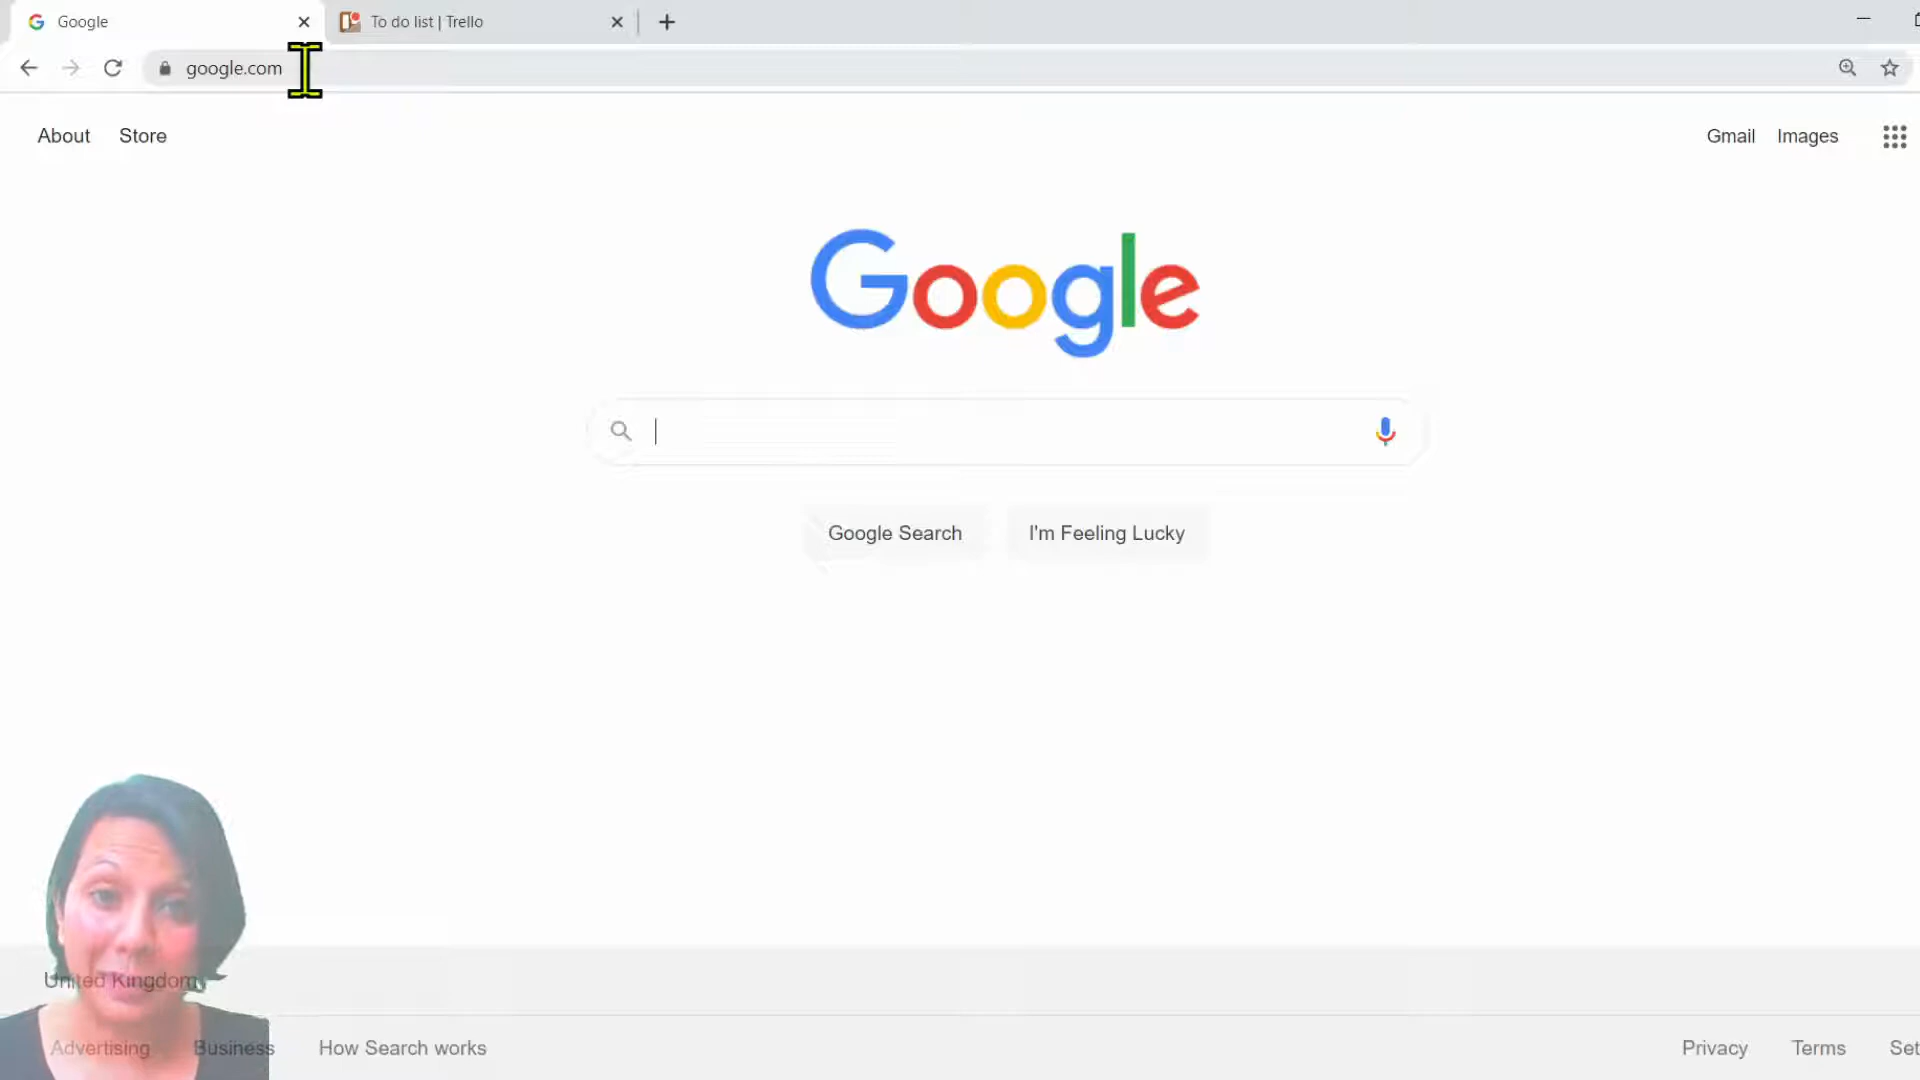 Google
To do list | Trello
google.com
About
Store
Gmail
Images
Google
Google Search
I'm Feeling Lucky
United Kingdom
Advertising
Business
How Search works
Privacy
Terms
Set